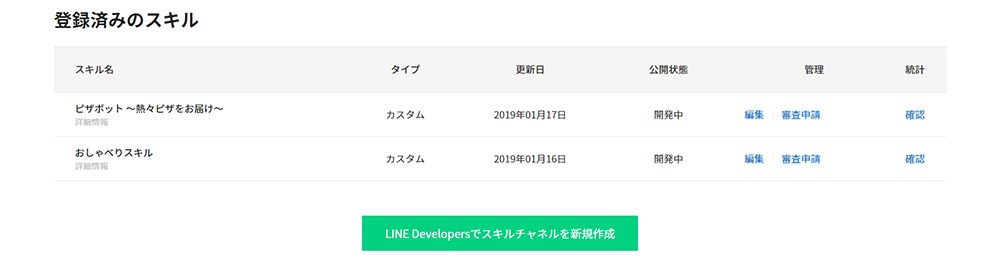 登録済みのスキル
スキル名 タイプ 更新日 公開状態 管理 統計
ピザボット ～熱々ピザをお届け～ カスタム 2019年01月17日 開発中 編集 | 審査申請 確認
詳細情報
おしゃべりスキル カスタム 2019年01月16日 開発中 編集 | 審査申請 確認
詳細情報
LINE Developersでスキルチャネルを新規作成